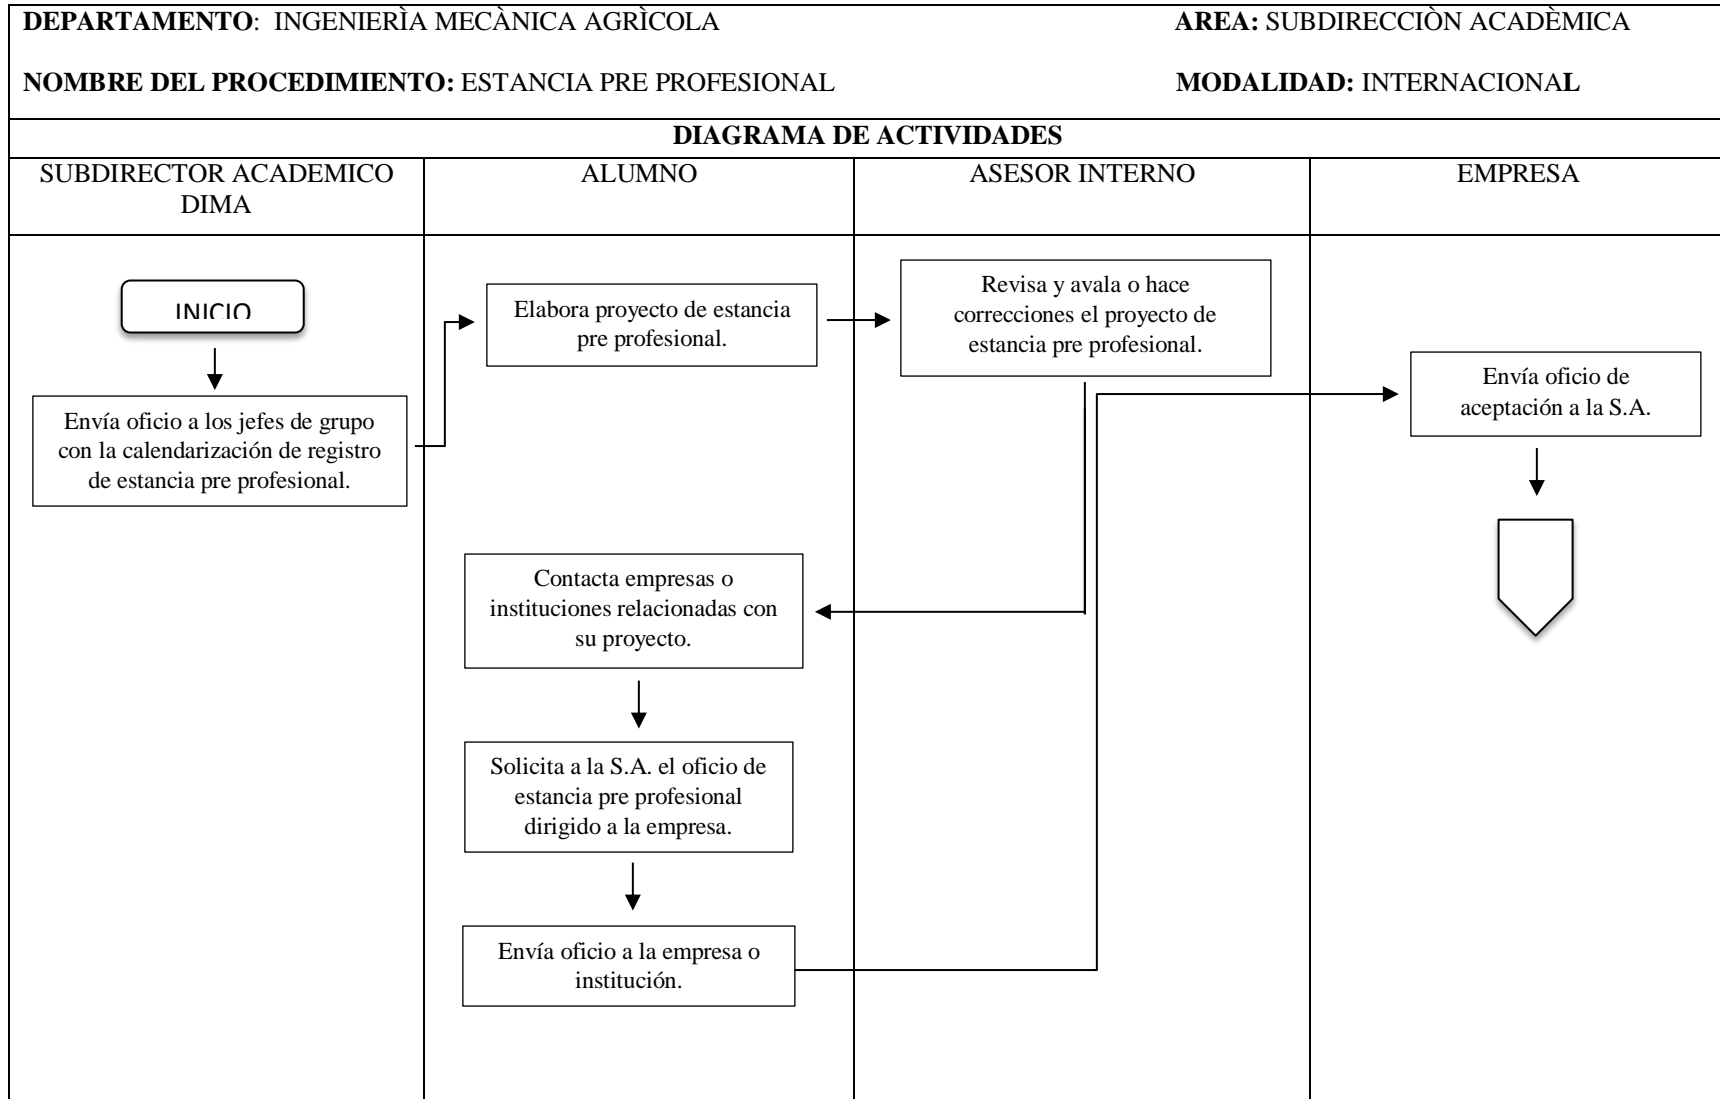 DEPARTAMENTO: INGENIERÌA MECÀNICA AGRÌCOLA
AREA: SUBDIRECCIÒN ACADÈMICA
NOMBRE DEL PROCEDIMIENTO: ESTANCIA PRE PROFESIONAL
MODALIDAD: INTERNACIONAL
DIAGRAMA DE ACTIVIDADES
SUBDIRECTOR ACADEMICO
DIMA
ALUMNO
ASESOR INTERNO
EMPRESA
INICIO
Envía oficio a los jefes de grupo
con la calendarización de registro
de estancia pre profesional.
Elabora proyecto de estancia
pre profesional.
Revisa y avala o hace
correcciones el proyecto de
estancia pre profesional.
Contacta empresas o
instituciones relacionadas con
su proyecto.
Solicita a la S.A. el oficio de
estancia pre profesional
dirigido a la empresa.
Envía oficio a la empresa o
institución.
Envía oficio de
aceptación a la S.A.